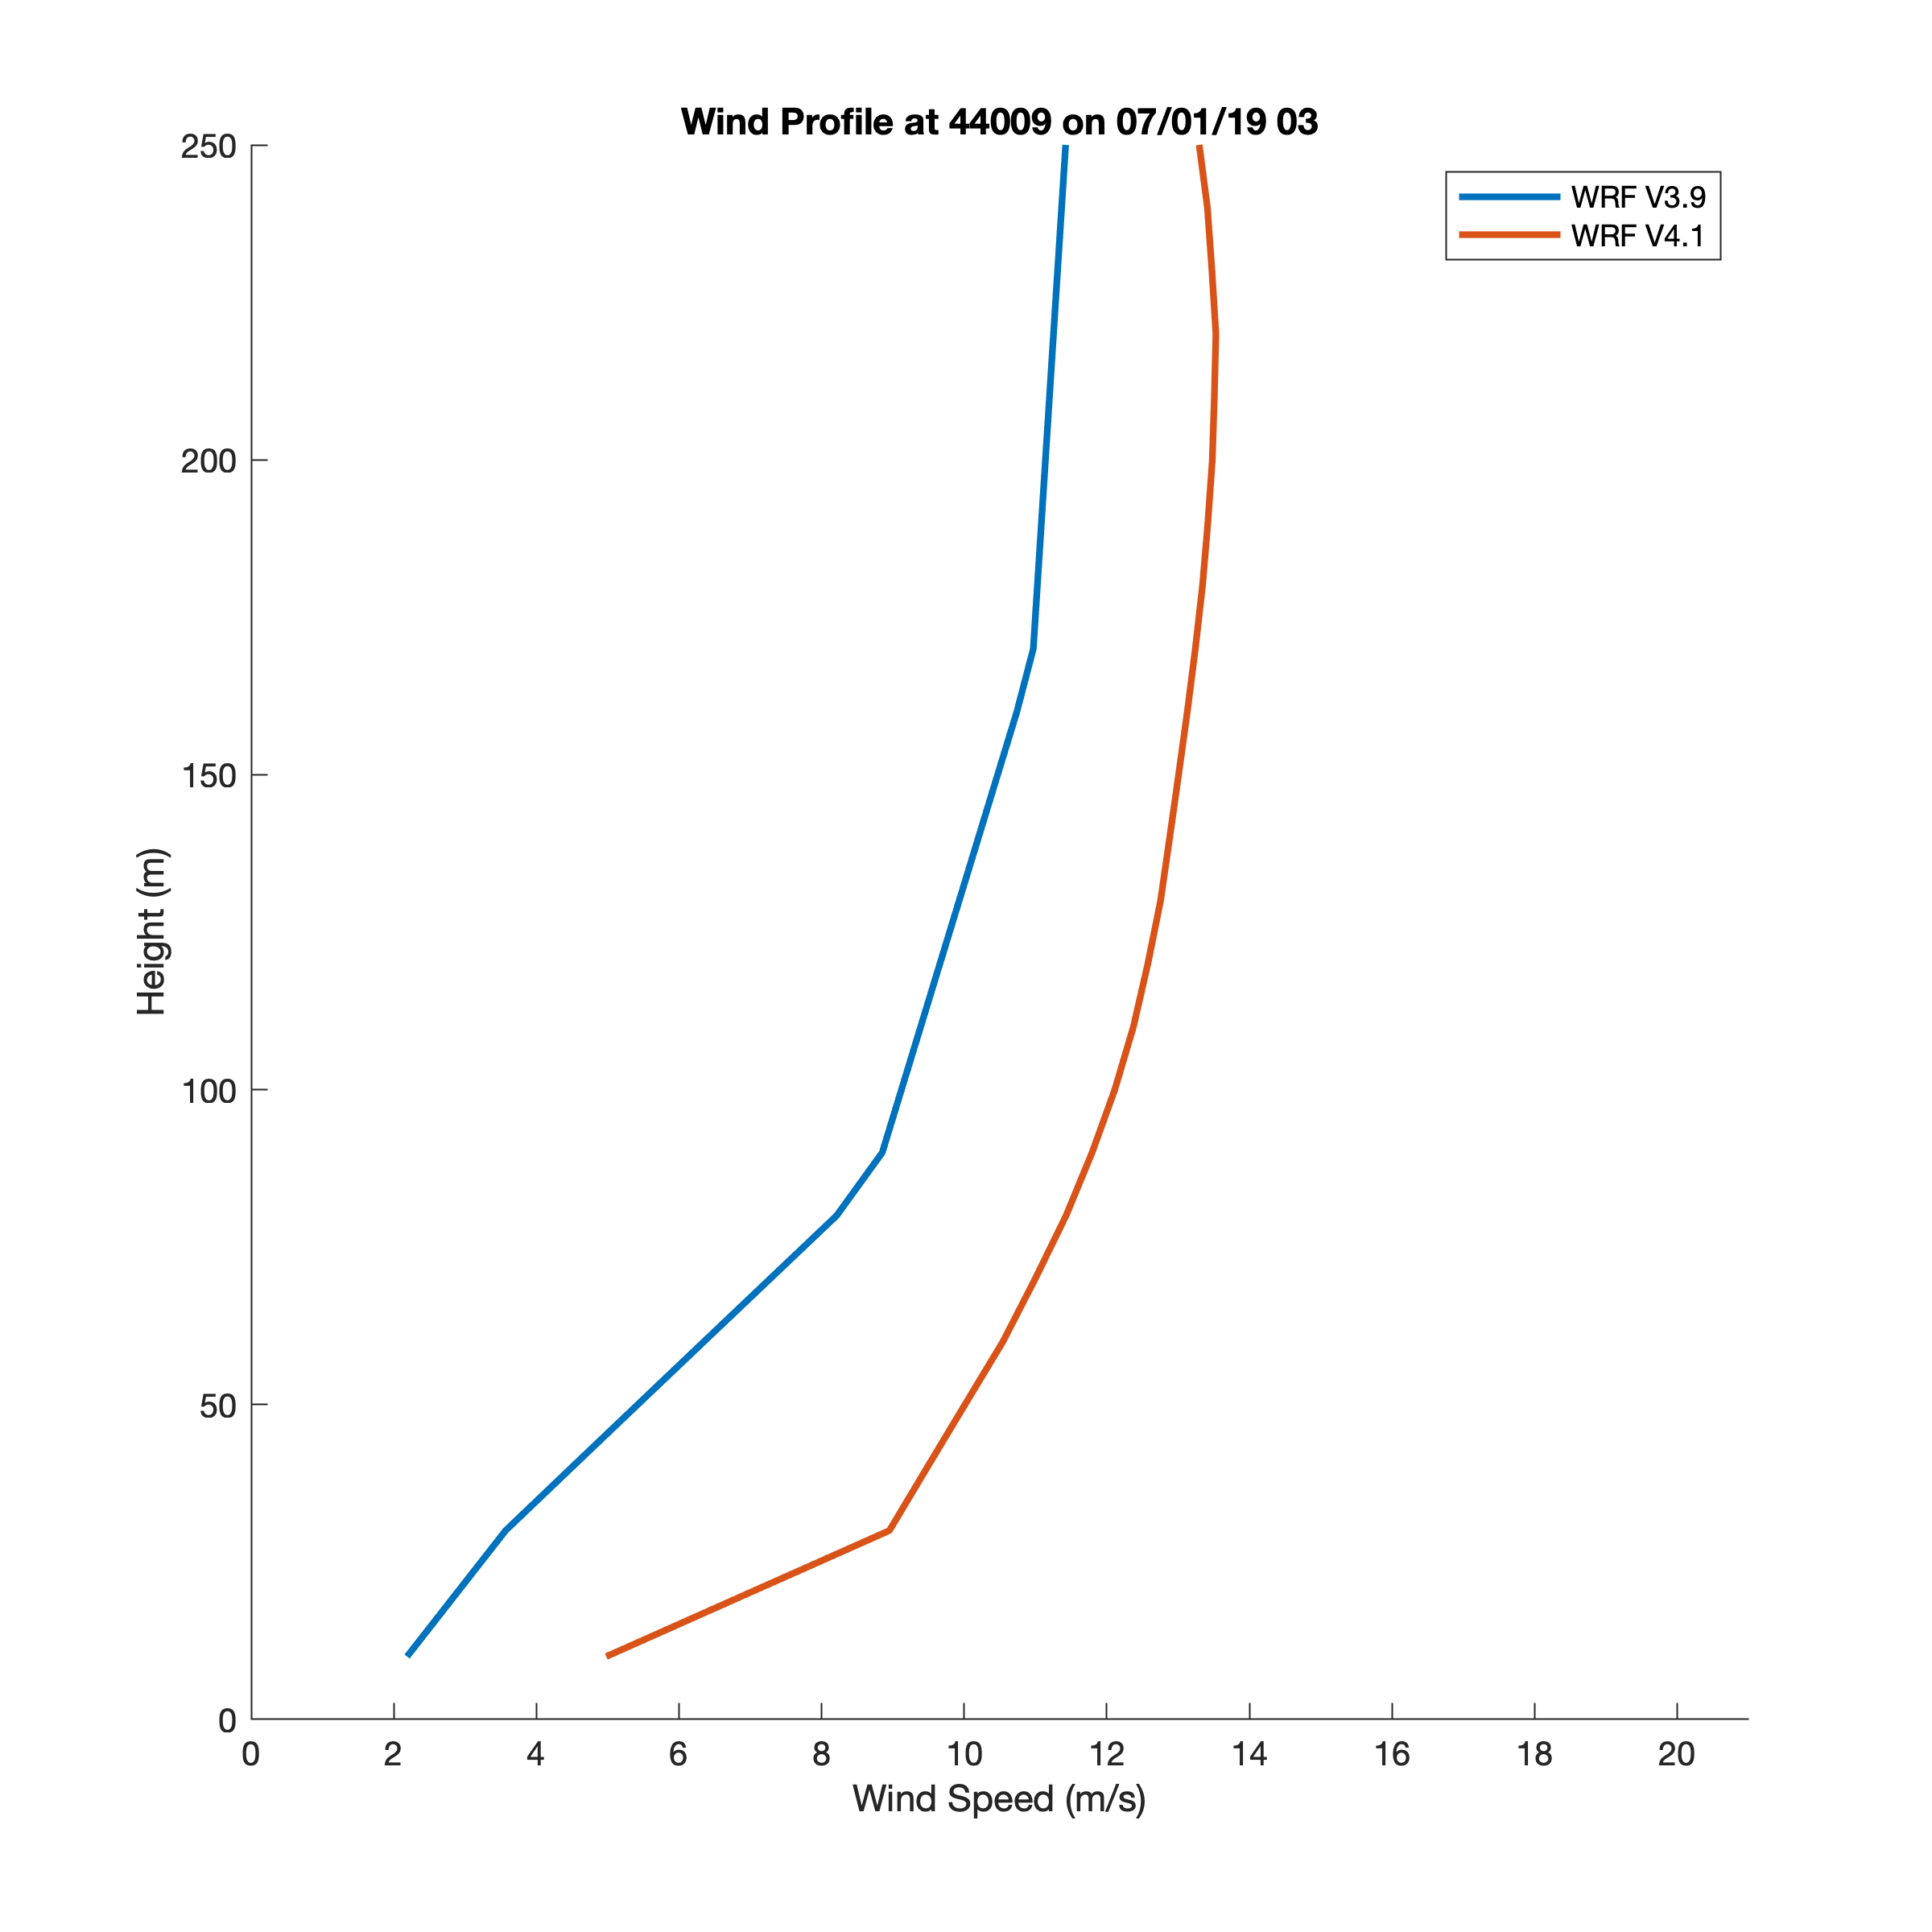 Wind Profile at 44009 on 07/01/19 03
WRF V3.9
WRF V4.1
250
200
150
100
50
0
Height (m)
0 2 4 6 8 10 12 14 16 18 20
Wind Speed (m/s)